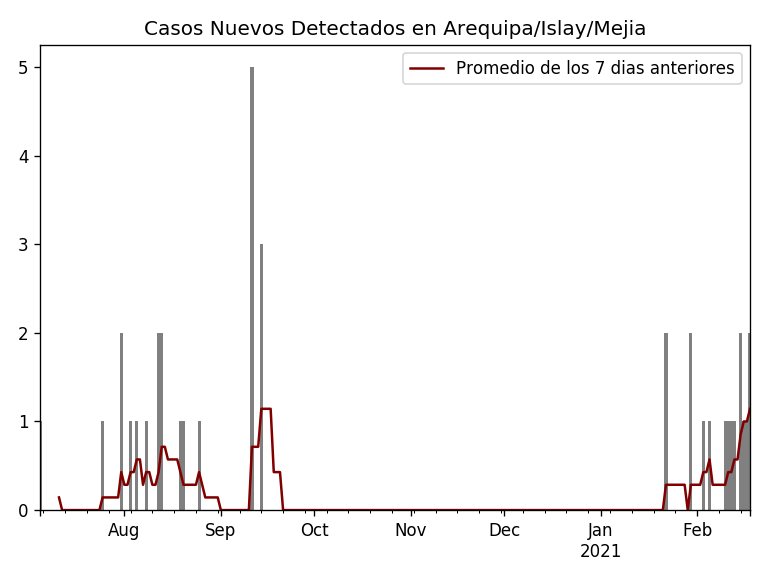 Casos Nuevos Detectados en Arequipa/Islay/Mejia
Promedio de los 7 dias anteriores
5
4
3
2
1
0
Aug Sep Oct Nov Dec Jan Feb
2021